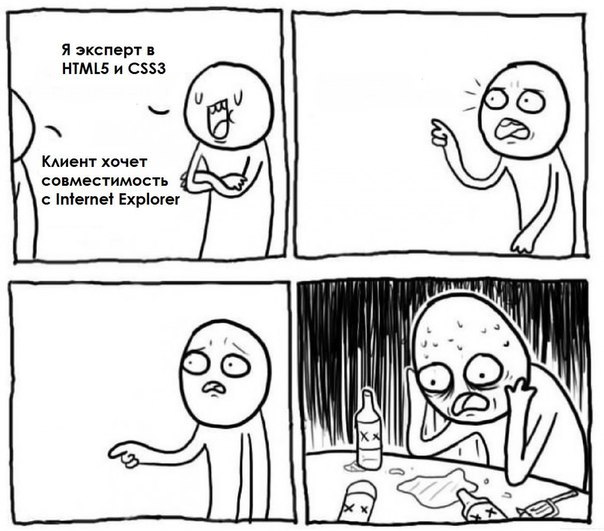 Я эксперт в
HTML5 и CSS3
Клиент хочет
совместимость
с Internet Explorer
x x
x x
x x